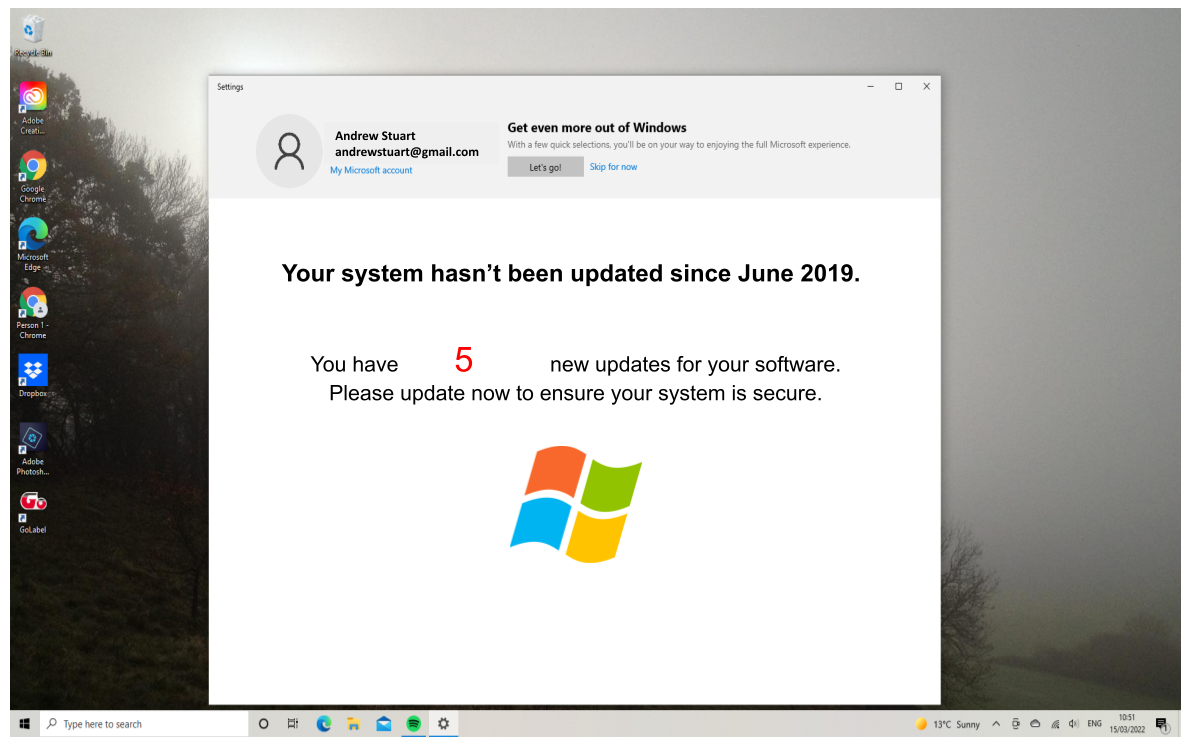 Recycle Bin
Adobe
Creati...
Google
Chrome
Microsoft
Edge
Person 1 -
Chrome
Dropbox
Adobe
Photosh...
GoLabel
Settings
Andrew Stuart
andrewstuart@gmail.com
My Microsoft account
Get even more out of Windows
With a few quick selections, you'll be on your way to enjoying the full Microsoft experience.
Let's go!
Skip for now
Your system hasn't been updated since June 2019.
You have 5 new updates for your software.
Please update now to ensure your system is secure.
Type here to search
13°C Sunny
ENG
10:51
15/03/2022
1